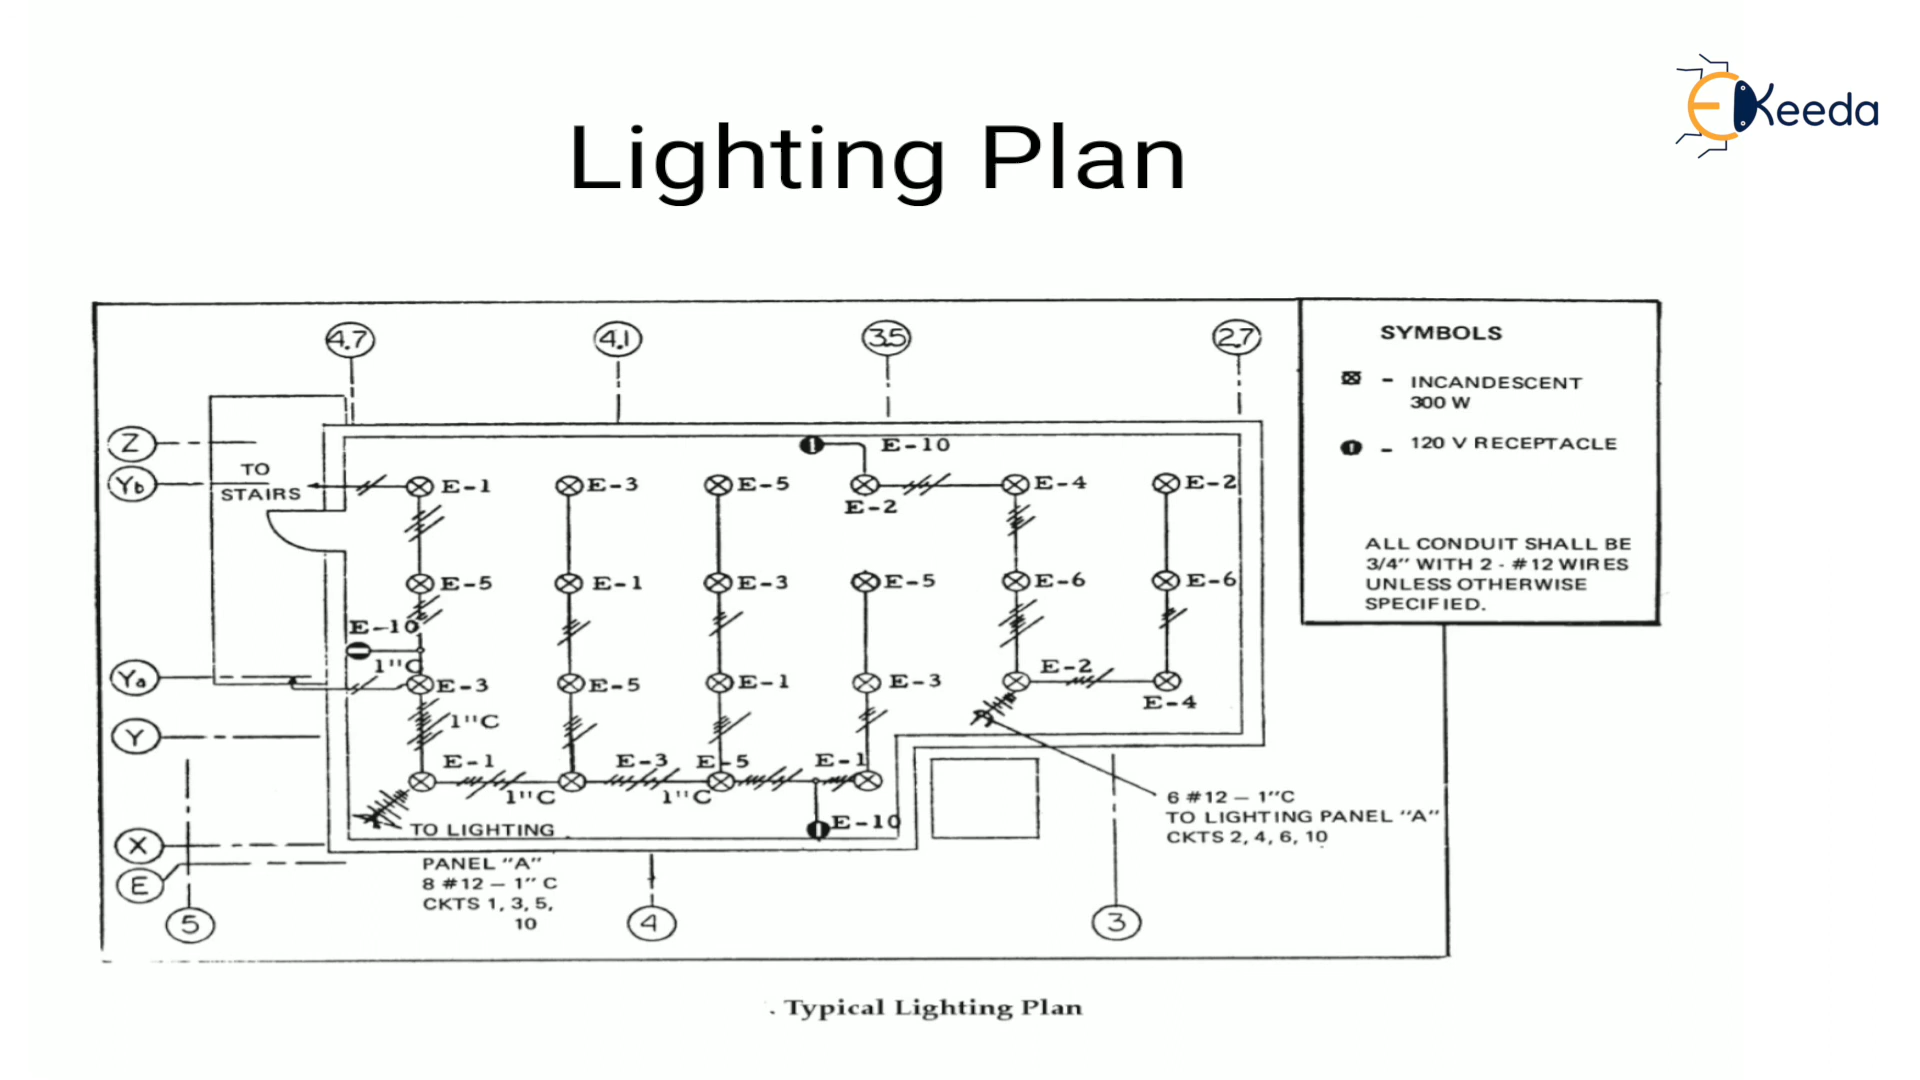 EKeeda
Lighting Plan
4.7
4.1
3.5
2.7
SYMBOLS
- INCANDESCENT
300 W
- 120 V RECEPTACLE
ALL CONDUIT SHALL BE
3/4" WITH 2 - #12 WIRES
UNLESS OTHERWISE
SPECIFIED.
Z
E-10
Yb
TO
STAIRS
E-1
E-3
E-5
E-2
E-4
E-2
E-5
E-1
E-3
E-5
E-6
E-6
E-10
1"C
Ya
E-3
E-5
E-1
E-3
E-2
E-4
1"C
Y
E-1
E-3
E-5
E-1
1"C
1"C
E-10
TO LIGHTING
PANEL "A"
8 #12 – 1" C
CKTS 1, 3, 5,
10
6 #12 – 1"C
TO LIGHTING PANEL "A"
CKTS 2, 4, 6, 10
X
E
5
4
3
. Typical Lighting Plan